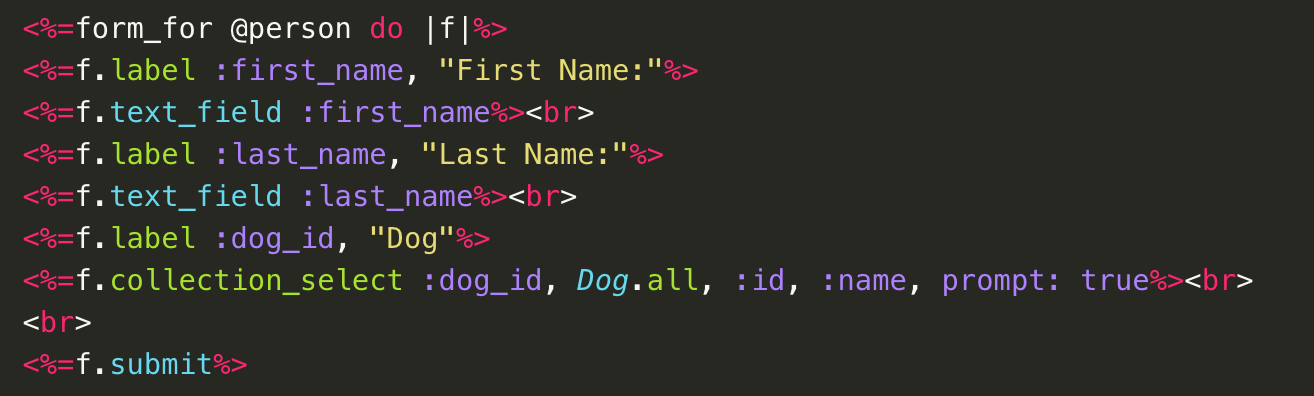 <%=form_for @person do |f|%>
<%=f.label :first_name, "First Name:"%>
<%=f.text_field :first_name%><br>
<%=f.label :last_name, "Last Name:"%>
<%=f.text_field :last_name%><br>
<%=f.label :dog_id, "Dog"%>
<%=f.collection_select :dog_id, Dog.all, :id, :name, prompt: true%><br>
<br>
<%=f.submit%>